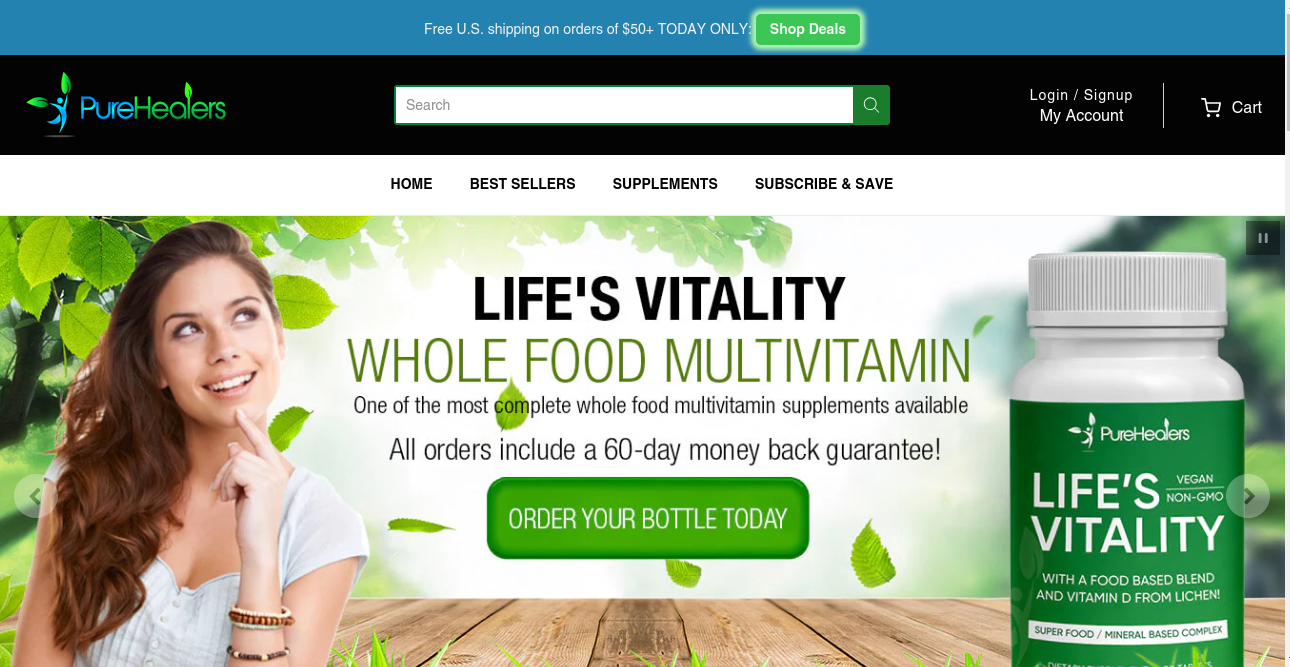 Free U.S. shipping on orders of $50+ TODAY ONLY: Shop Deals
PureHealers
Search
Login / Signup
My Account
Cart
HOME BEST SELLERS SUPPLEMENTS SUBSCRIBE & SAVE
LIFE'S VITALITY
WHOLE FOOD MULTIVITAMIN
One of the most complete whole food multivitamin supplements available
All orders include a 60-day money back guarantee!
ORDER YOUR BOTTLE TODAY
PureHealers
LIFE'S
VEGAN
NON-GMO
VITALITY
WITH A FOOD BASED BLEND
AND VITAMIN D FROM LICHEN!
SUPER FOOD / MINERAL BASED COMPLEX